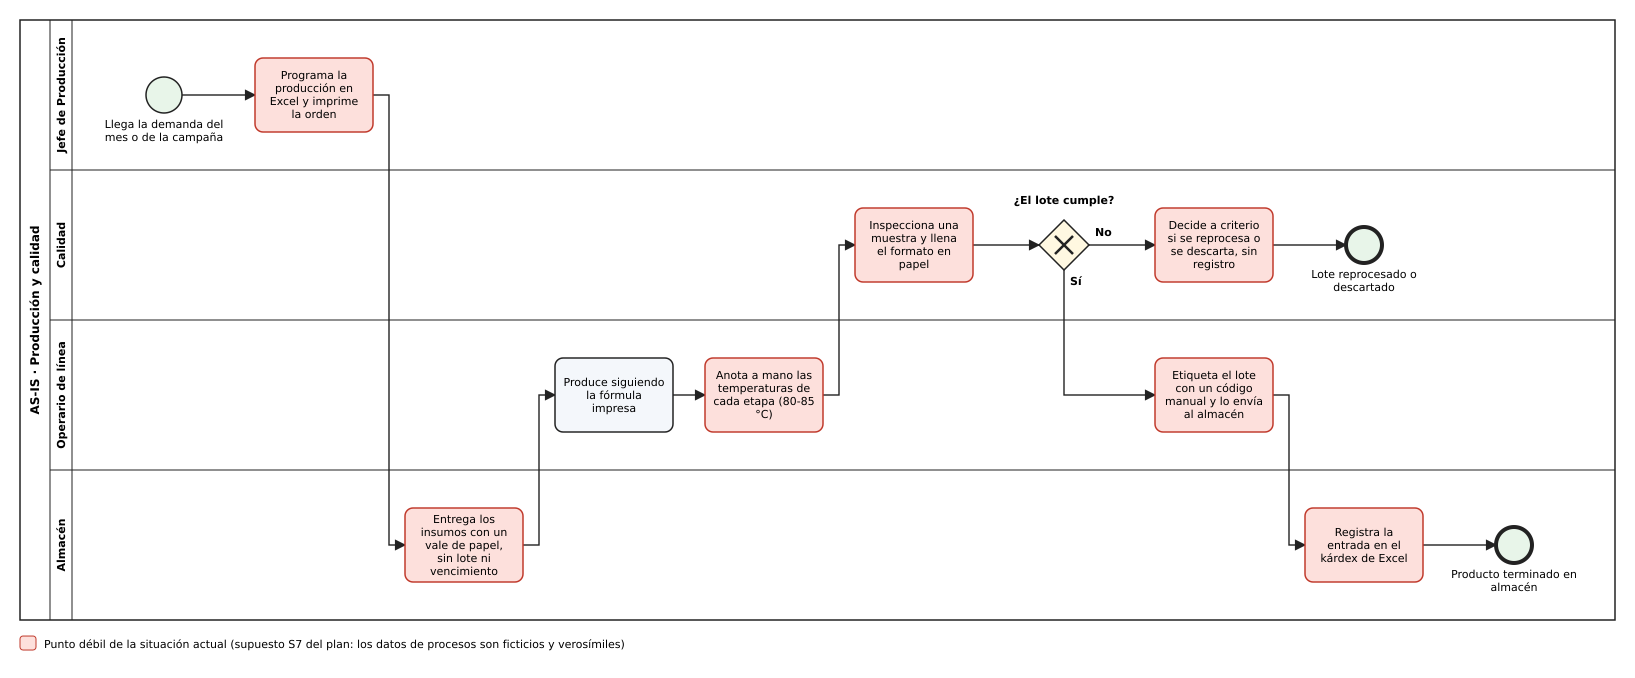 AS-IS · Producción y calidad
Jefe de Producción
Llega la demanda del
mes o de la campaña
Programa la
producción en
Excel y imprime
la orden
Calidad
Inspecciona una
muestra y llena
el formato en
papel
¿El lote cumple?
No
Sí
Decide a criterio
si se reprocesa o
se descarta, sin
registro
Lote reprocesado o
descartado
Operario de línea
Produce siguiendo
la fórmula
impresa
Anota a mano las
temperaturas de
cada etapa (80-85
°C)
Etiqueta el lote
con un código
manual y lo envía
al almacén
Almacén
Entrega los
insumos con un
vale de papel,
sin lote ni
vencimiento
Registra la
entrada en el
kárdex de Excel
Producto terminado en
almacén
Punto débil de la situación actual (supuesto S7 del plan: los datos de procesos son ficticios y verosímiles)